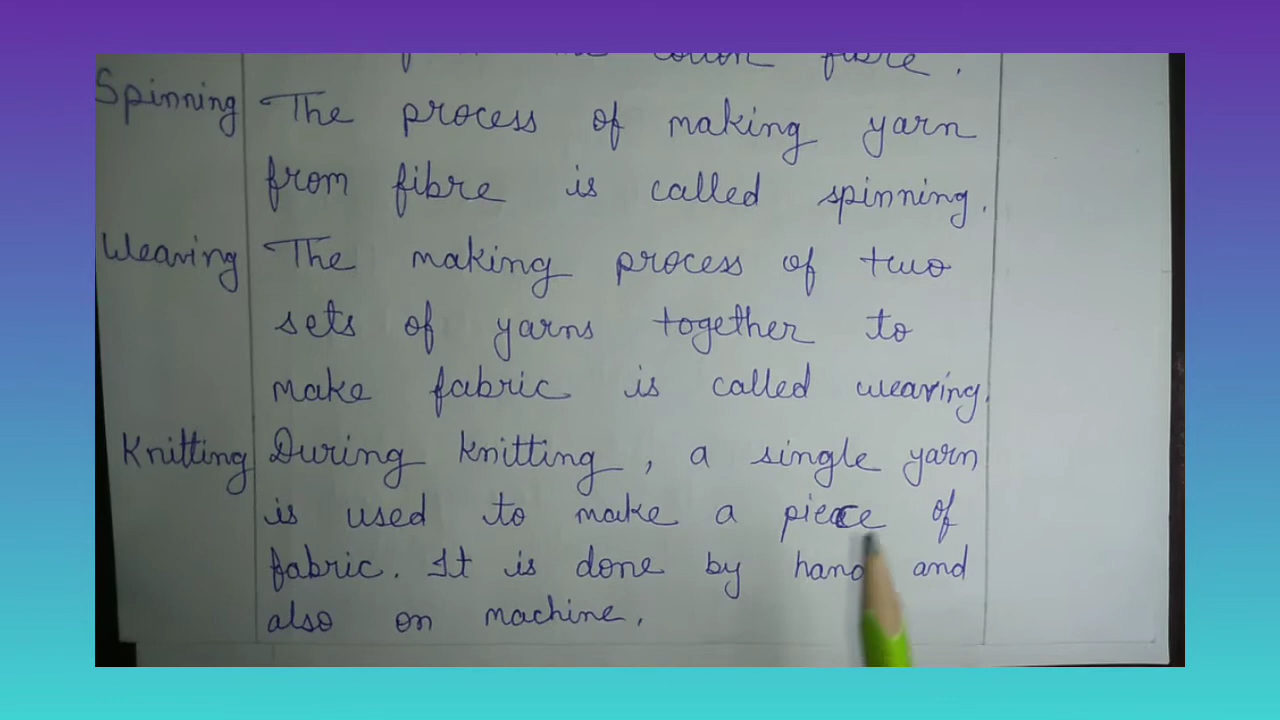 cotton fibre.
Spinning The process of making yarn
from fibre is called spinning.
Weaving The making process of two
sets of yarns together to
make fabric is called weaving.
Knitting During knitting, a single yarn
is used to make a piece of
fabric. It is done by hand and
also on machine.